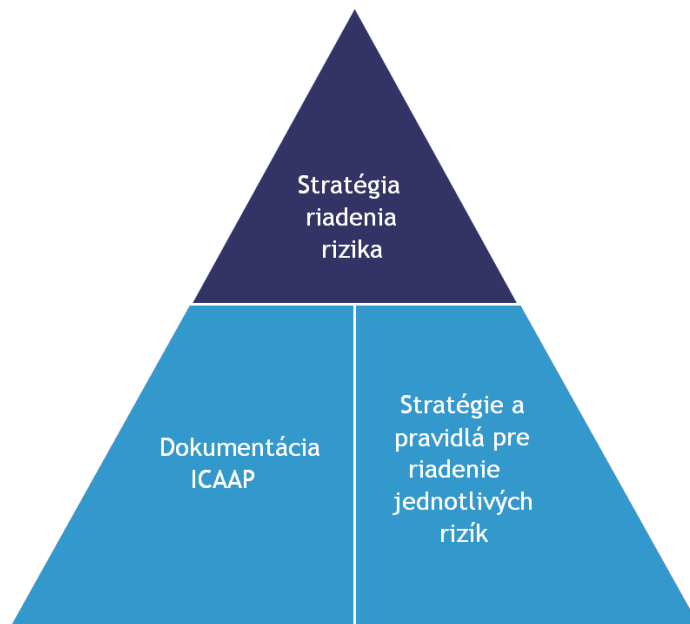 Stratégia
riadenia
rizika
Dokumentácia
ICAAP
Stratégie a
pravidlá pre
riadenie
jednotlivých
rizík